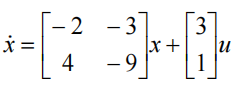 ẋ = [ −2 −3 ; 4 −9 ] x + [ 3 ; 1 ] u